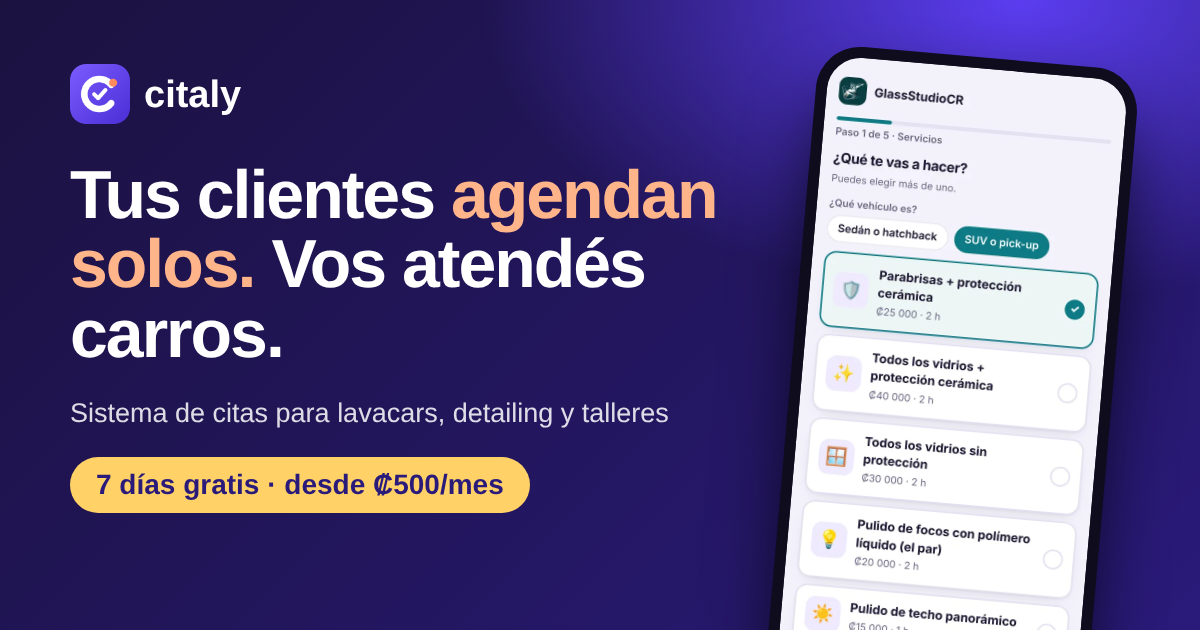 citaly
Tus clientes agendan
solos. Vos atendés
carros.
Sistema de citas para lavacars, detailing y talleres
7 días gratis · desde ₡500/mes
GlassStudioCR
Paso 1 de 5 · Servicios
¿Qué te vas a hacer?
Puedes elegir más de uno.
¿Qué vehículo es?
Sedán o hatchback
SUV o pick-up
Parabrisas + protección
cerámica
₡25 000 · 2 h
Todos los vidrios +
protección cerámica
₡40 000 · 2 h
Todos los vidrios sin
protección
₡30 000 · 2 h
Pulido de focos con polímero
líquido (el par)
₡20 000 · 2 h
Pulido de techo panorámico
₡15 000 · 1 h